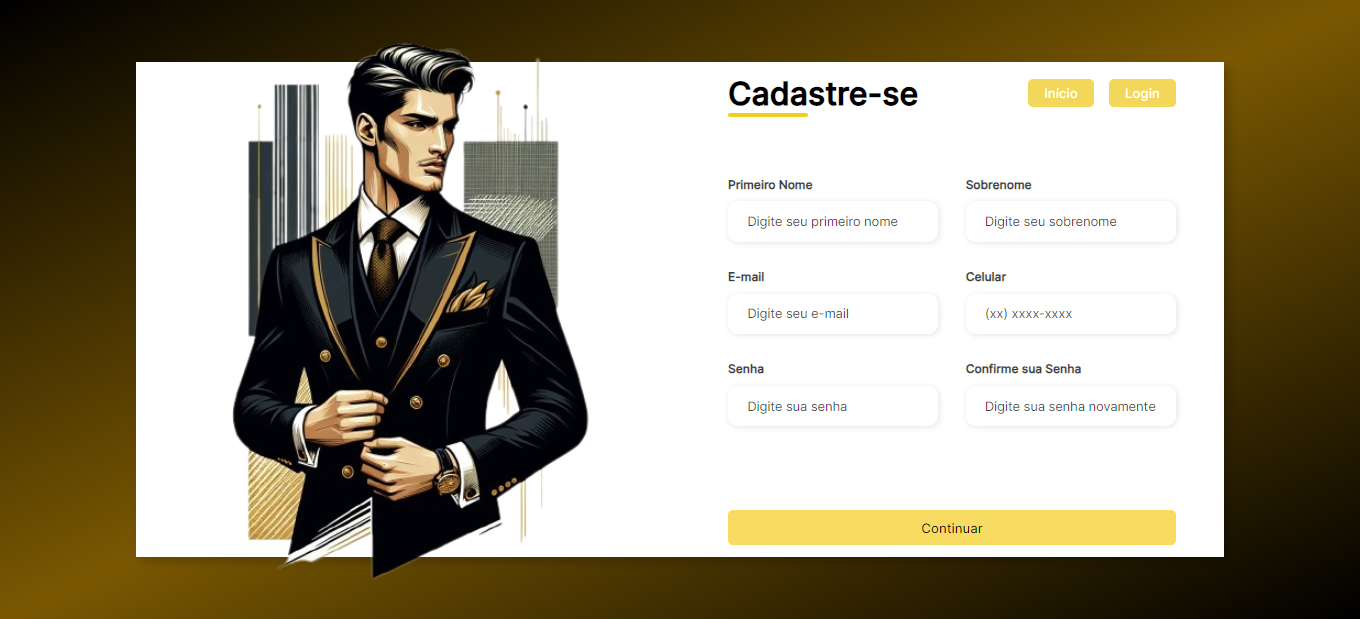 Cadastre-se
Início
Login
Primeiro Nome
Sobrenome
Digite seu primeiro nome
Digite seu sobrenome
E-mail
Celular
Digite seu e-mail
(xx) xxxx-xxxx
Senha
Confirme sua Senha
Digite sua senha
Digite sua senha novamente
Continuar